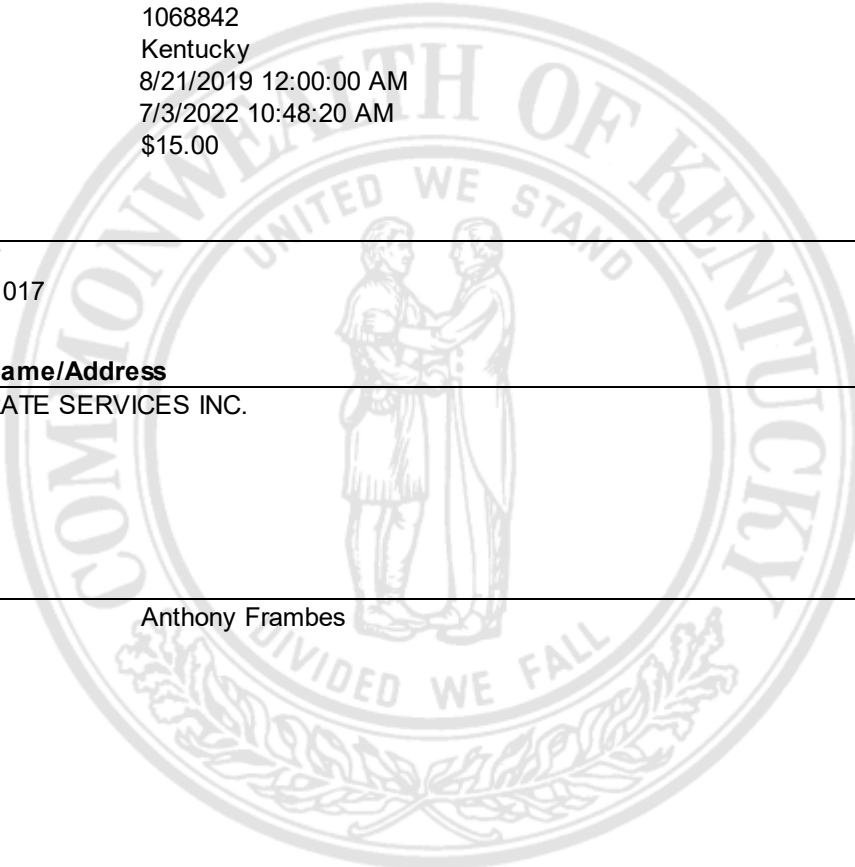 1068842
Kentucky
8/21/2019 12:00:00 AM
7/3/2022 10:48:20 AM
$15.00
017
ame/Address
ATE SERVICES INC.
Anthony Frambes
COMMONWEALTH OF KENTUCKY
UNITED WE STAND
DIVIDED WE FALL